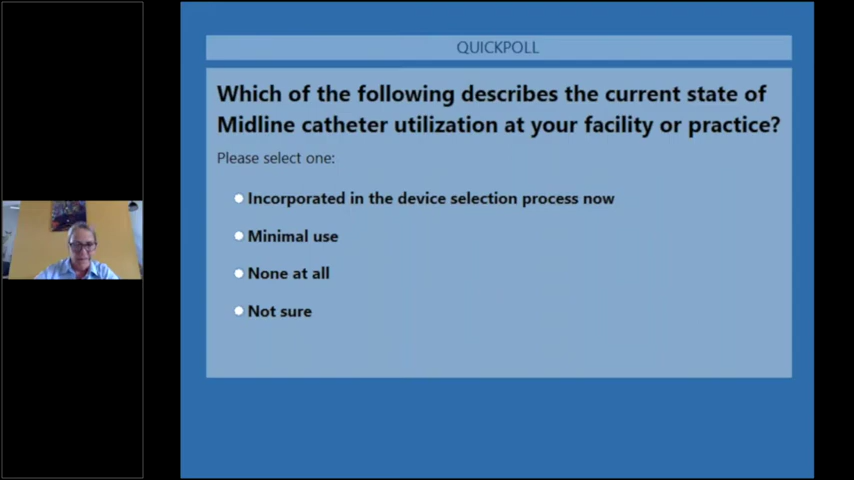 QUICKPOLL
Which of the following describes the current state of
Midline catheter utilization at your facility or practice?
Please select one:
Incorporated in the device selection process now
Minimal use
None at all
Not sure